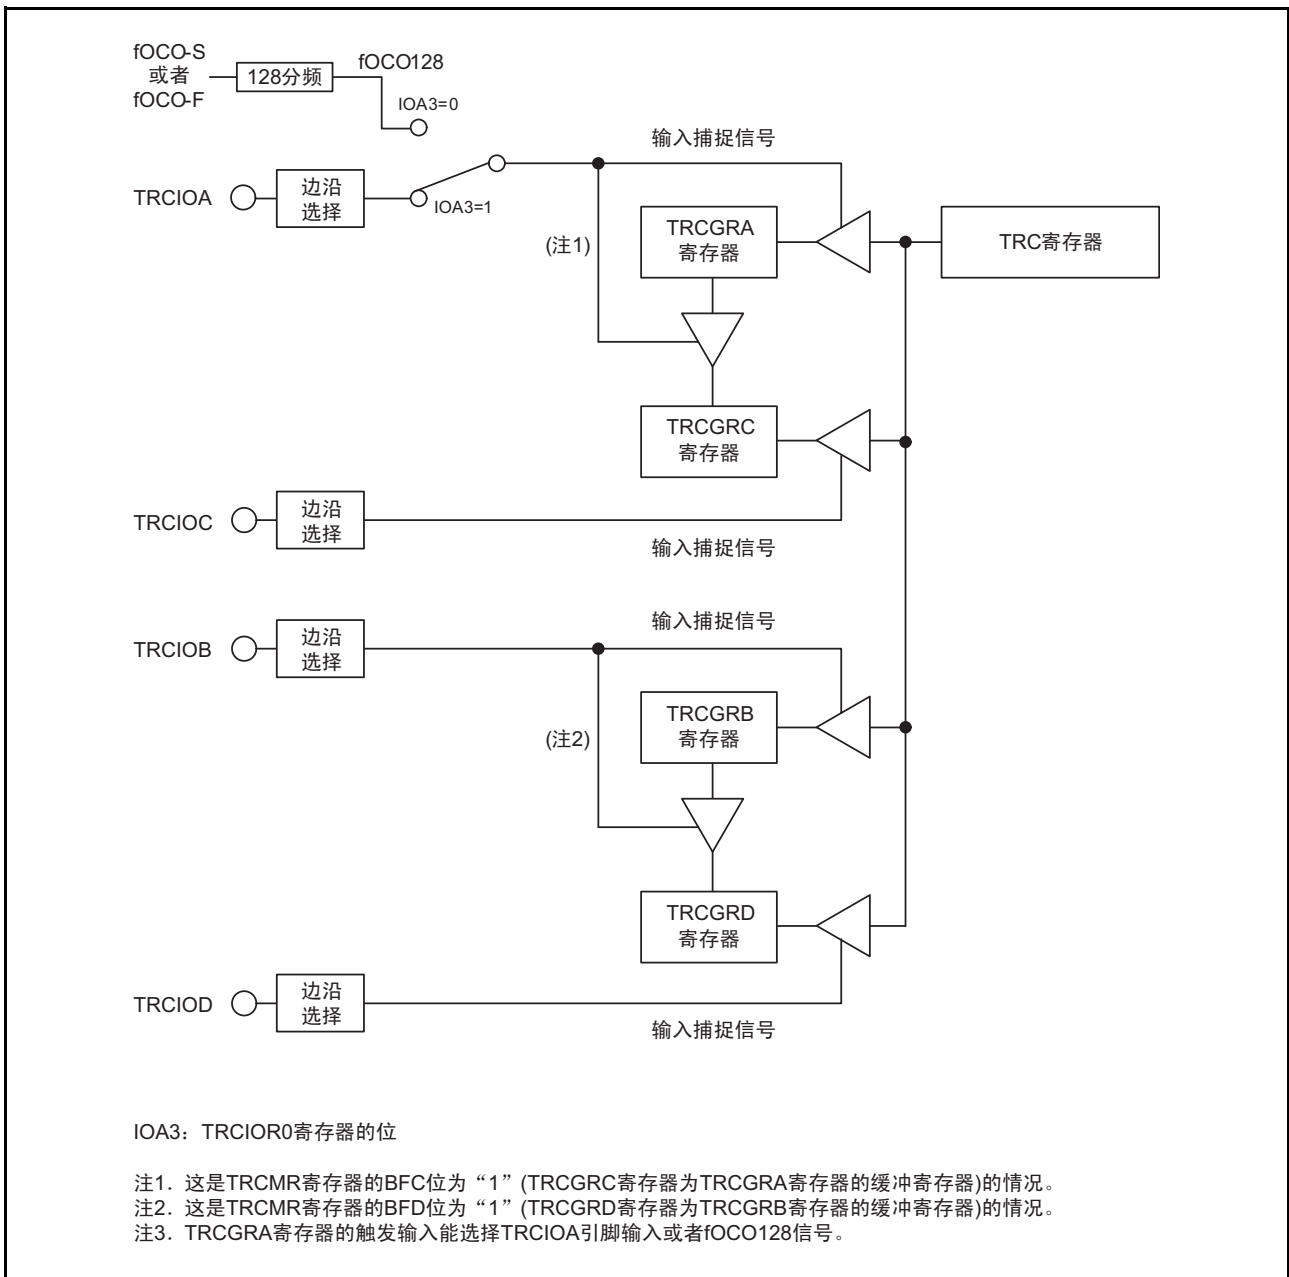 fOCO-S
或者
fOCO-F
128分频
fOCO128
IOA3=0
输入捕捉信号
TRCIOA
边沿
选择
IOA3=1
(注1)
TRCGRA
寄存器
TRC寄存器
TRCGRC
寄存器
TRCIOC
边沿
选择
输入捕捉信号
输入捕捉信号
TRCIOB
边沿
选择
(注2)
TRCGRB
寄存器
TRCGRD
寄存器
TRCIOD
边沿
选择
输入捕捉信号
IOA3：TRCIOR0寄存器的位
注1. 这是TRCMR寄存器的BFC位为“1”(TRCGRC寄存器为TRCGRA寄存器的缓冲寄存器)的情况。
注2. 这是TRCMR寄存器的BFD位为“1”(TRCGRD寄存器为TRCGRB寄存器的缓冲寄存器)的情况。
注3. TRCGRA寄存器的触发输入能选择TRCIOA引脚输入或者fOCO128信号。